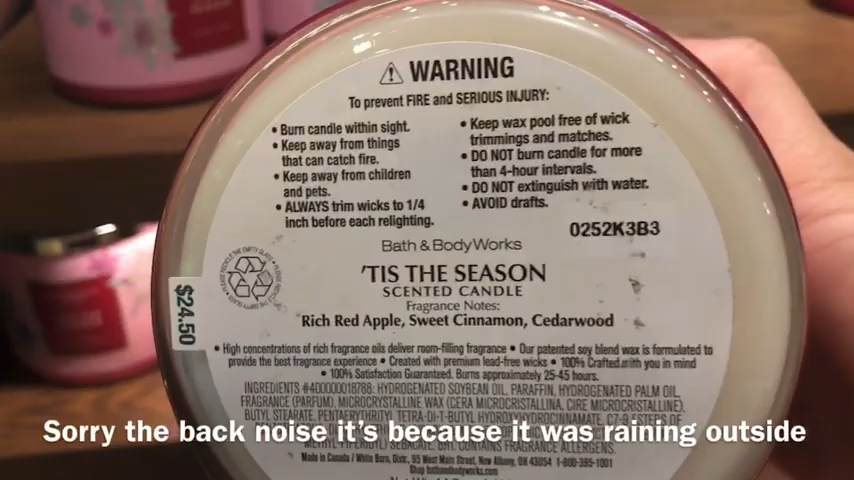 WARNING
To prevent FIRE and SERIOUS INJURY:
• Burn candle within sight.
• Keep away from things
that can catch fire.
• Keep away from children
and pets.
• ALWAYS trim wicks to 1/4
inch before each relighting.
• Keep wax pool free of wick
trimmings and matches.
• DO NOT burn candle for more
than 4-hour intervals.
• DO NOT extinguish with water.
• AVOID drafts.
0252K3B3
Bath & Body Works
'TIS THE SEASON
SCENTED CANDLE
Fragrance Notes:
Rich Red Apple, Sweet Cinnamon, Cedarwood
$24.50
• High concentrations of rich fragrance oils deliver room-filling fragrance • Our patented soy blend wax is formulated to
provide the best fragrance experience • Created with premium lead-free wicks • 100% Crafted with you in mind
• 100% Satisfaction Guaranteed. Burns approximately 25-45 hours.
INGREDIENTS #400000018788: HYDROGENATED SOYBEAN OIL, PARAFFIN, HYDROGENATED PALM OIL,
FRAGRANCE (PARFUM), MICROCRYSTALLINE WAX (CERA MICROCRISTALLINA, CIRE MICROCRISTALLINE),
BUTYL STEARATE, PENTAERYTHRITYL TETRA-DI-T-BUTYL HYDROXYHYDROCINNAMATE, C7-9 ESTERS OF
Sorry the back noise it's because it was raining outside
SEBACATE, BHT. CONTAINS FRAGRANCE ALLERGENS.
Made in Canada / White Barn, Distr., 95 West Main Street, New Albany, OH 43054 1-800-395-1001
Shop bathandbodyworks.com